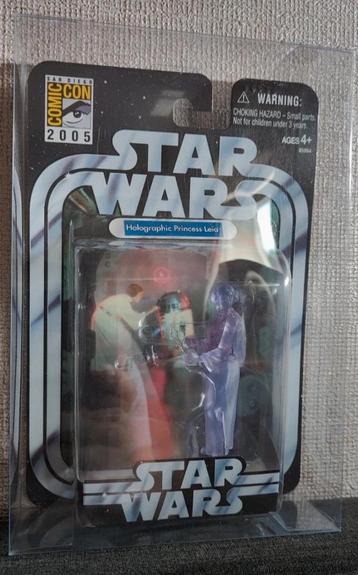 SAN DIEGO
COMIC CON
2005
WARNING:
CHOKING HAZARD - Small parts.
Not for children under 3 years.
AGES 4+
STAR
WARS
Holographic Princess Leia
STAR
WARS